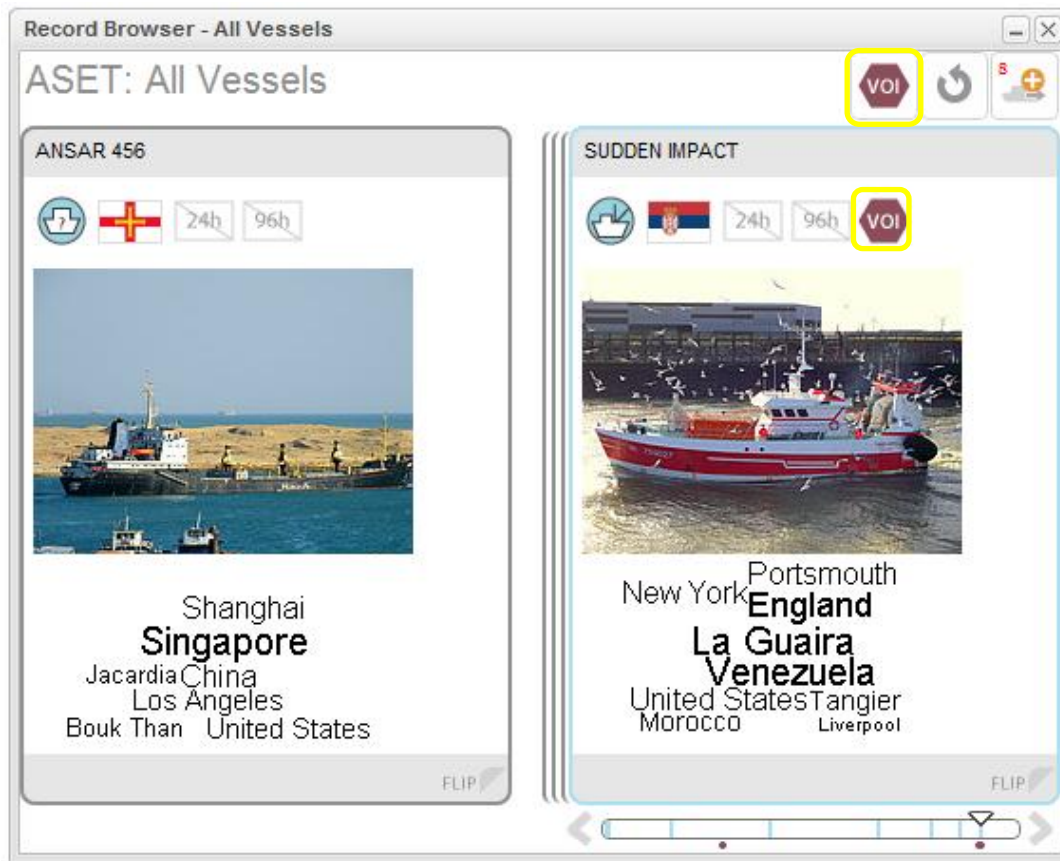 Record Browser - All Vessels
ASET: All Vessels
VOI
8
ANSAR 456
24h
96h
Shanghai
Singapore
Jacardia China
Los Angeles
Bouk Than United States
FLIP
SUDDEN IMPACT
24h
96h
VOI
Portsmouth
New York
England
La Guaira
Venezuela
United States Tangier
Morocco Liverpool
FLIP